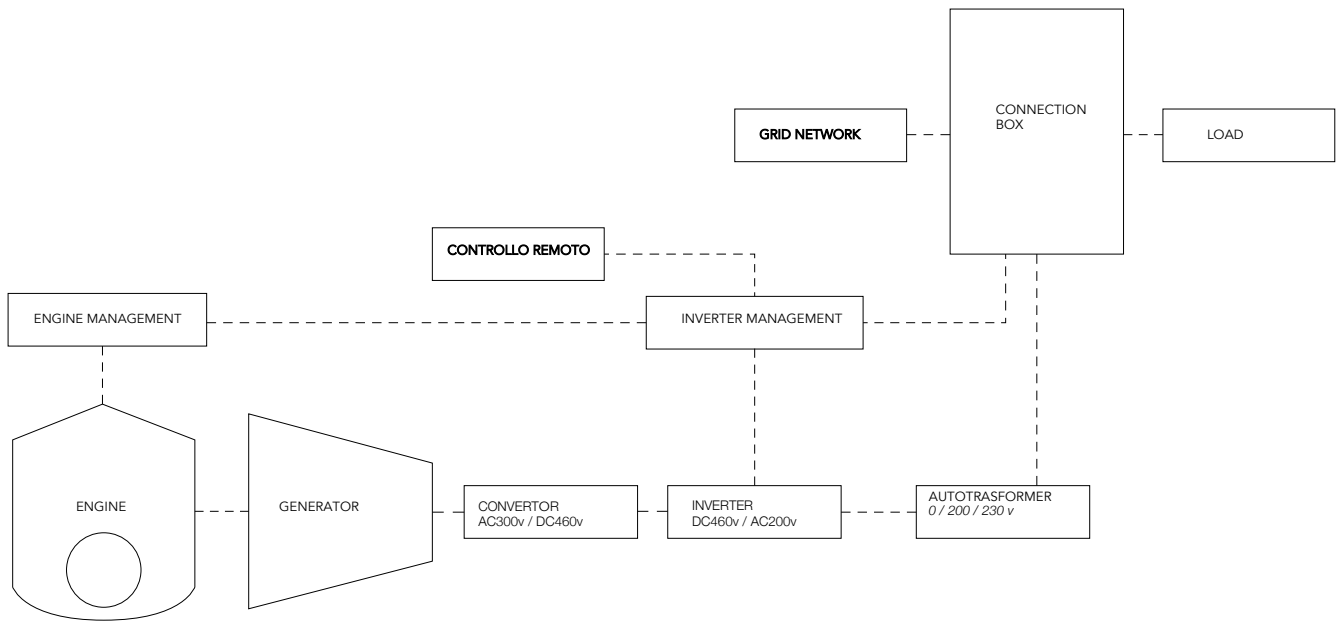 CONNECTION
BOX
GRID NETWORK
LOAD
CONTROLLO REMOTO
ENGINE MANAGEMENT
INVERTER MANAGEMENT
ENGINE
GENERATOR
CONVERTOR
AC300v / DC460v
INVERTER
DC460v / AC200v
AUTOTRASFORMER
0 / 200 / 230 v